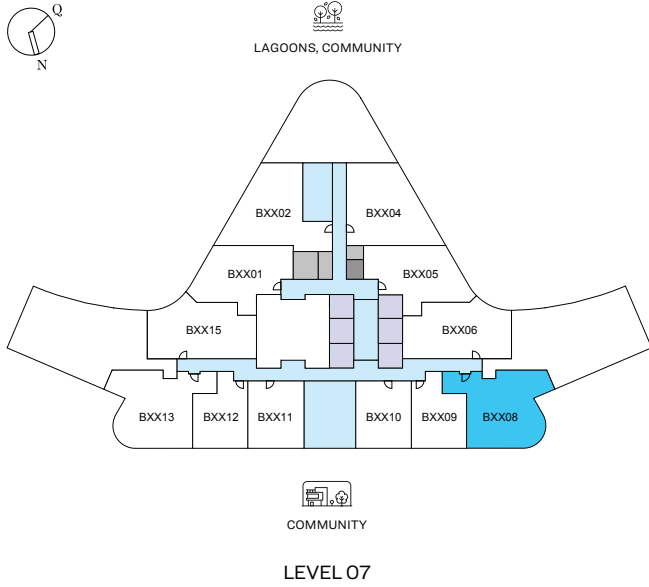 Q
N
LAGOONS, COMMUNITY
BXX02
BXX04
BXX01
BXX05
BXX15
BXX06
BXX13
BXX12
BXX11
BXX10
BXX09
BXX08
COMMUNITY
LEVEL 07